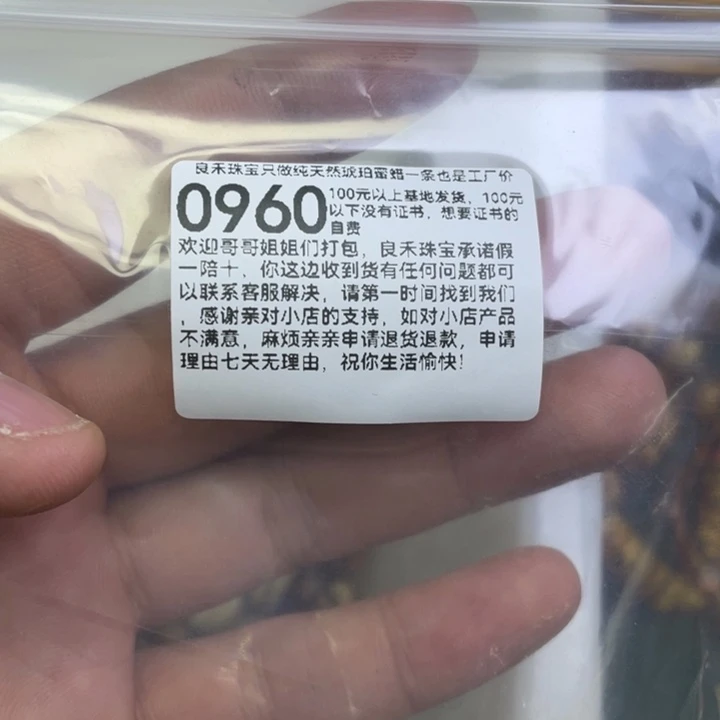 良禾珠宝只做纯天然琥珀蜜蜡一条也是工厂价
0960
100元以上基地发货，100元
以下没有证书，想要证书的
自费
欢迎哥哥姐姐们打包，良禾珠宝承诺假
一陪十，你这边收到货有任何问题都可
以联系客服解决，请第一时间找到我们
，感谢亲对小店的支持，如对小店产品
不满意，麻烦亲亲申请退货退款，申请
理由七天无理由，祝你生活愉快！